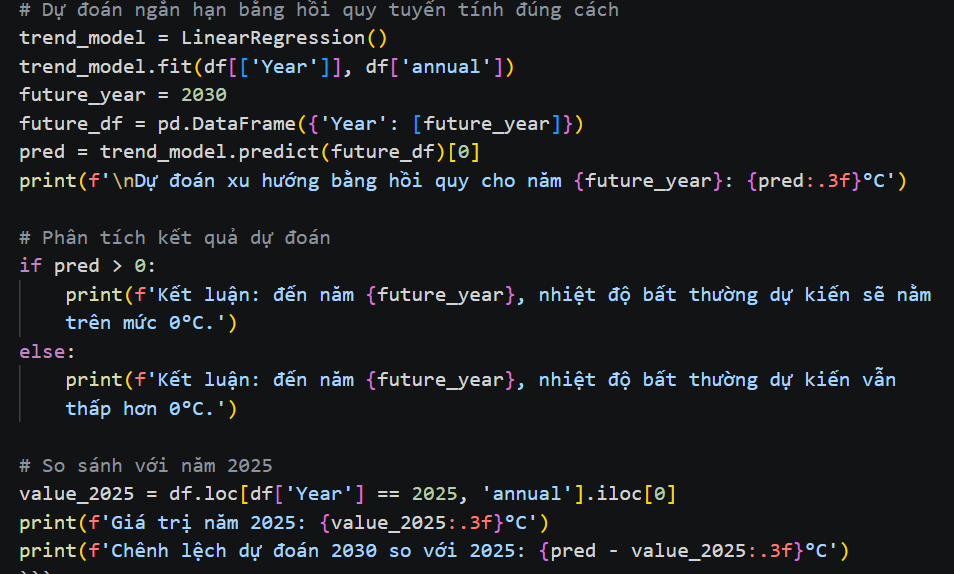 # Dự đoán ngắn hạn bằng hồi quy tuyến tính đúng cách
trend_model = LinearRegression()
trend_model.fit(df[['Year']], df['annual'])
future_year = 2030
future_df = pd.DataFrame({'Year': [future_year]})
pred = trend_model.predict(future_df)[0]
print(f'\nDự đoán xu hướng bằng hồi quy cho năm {future_year}: {pred:.3f}°C')

# Phân tích kết quả dự đoán
if pred > 0:
    print(f'Kết luận: đến năm {future_year}, nhiệt độ bất thường dự kiến sẽ nằm
    trên mức 0°C.')
else:
    print(f'Kết luận: đến năm {future_year}, nhiệt độ bất thường dự kiến vẫn
    thấp hơn 0°C.')

# So sánh với năm 2025
value_2025 = df.loc[df['Year'] == 2025, 'annual'].iloc[0]
print(f'Giá trị năm 2025: {value_2025:.3f}°C')
print(f'Chênh lệch dự đoán 2030 so với 2025: {pred - value_2025:.3f}°C')
```